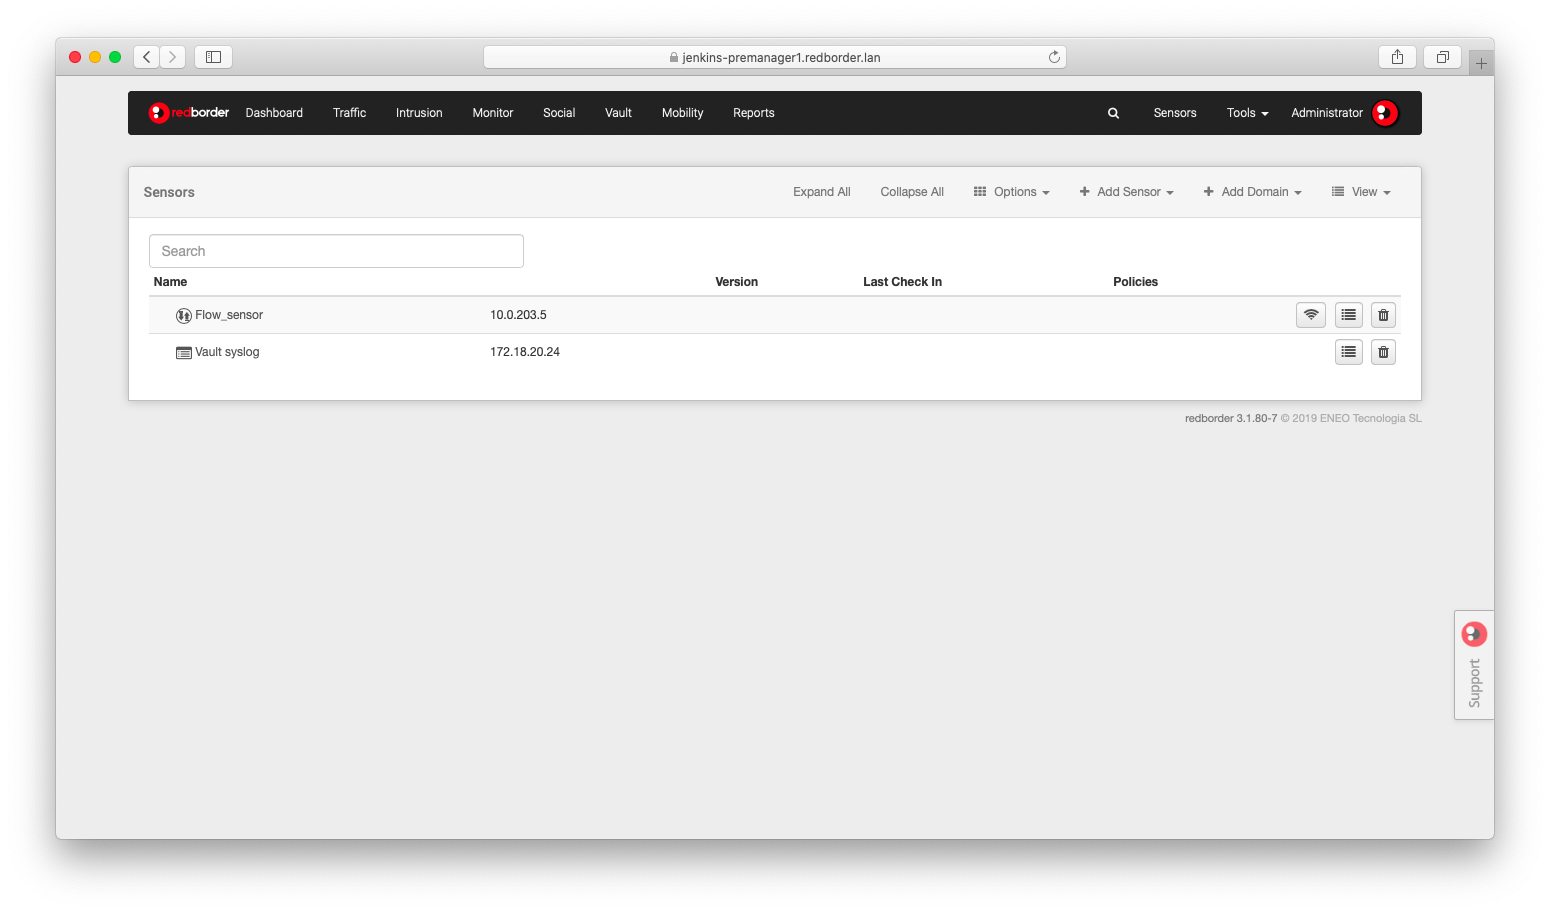 jenkins-premanager1.redborder.lan
redborder Dashboard Traffic Intrusion Monitor Social Vault Mobility Reports Sensors Tools Administrator
Sensors Expand All Collapse All Options Add Sensor Add Domain View
Search
Name Version Last Check In Policies
Flow_sensor 10.0.203.5
Vault syslog 172.18.20.24
redborder 3.1.80-7 © 2019 ENEO Tecnologia SL
Support